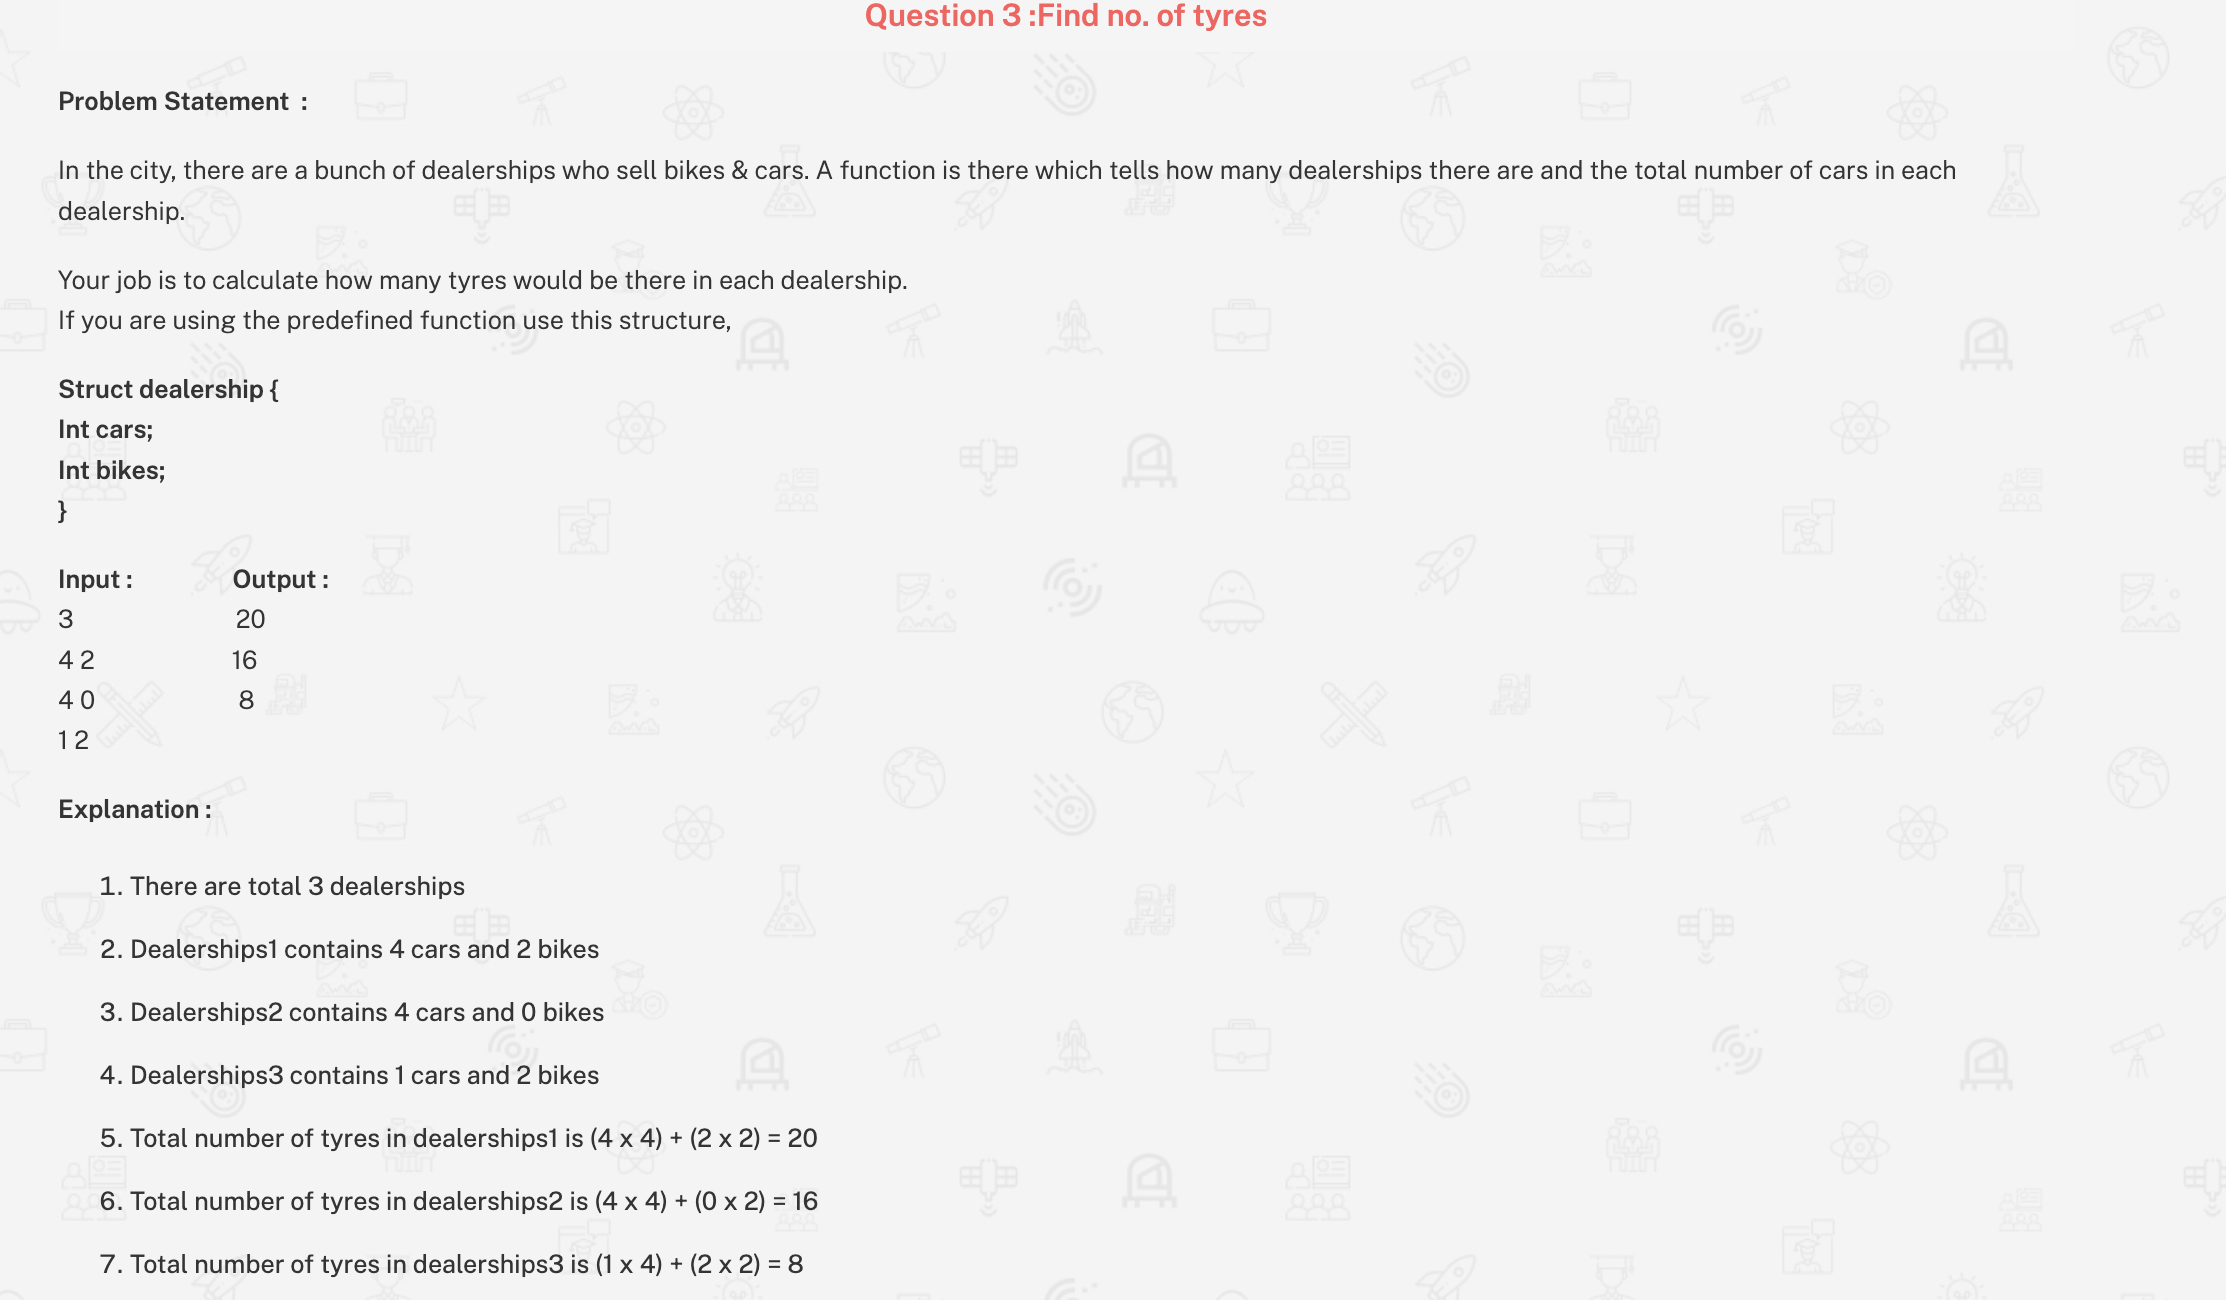 Question 3 :Find no. of tyres
Problem Statement  :
In the city, there are a bunch of dealerships who sell bikes & cars. A function is there which tells how many dealerships there are and the total number of cars in each
dealership.
Your job is to calculate how many tyres would be there in each dealership.
If you are using the predefined function use this structure,
Struct dealership {
Int cars;
Int bikes;
}
Input :               Output :
3                         20
4 2                     16
4 0                      8
1 2
Explanation :
1. There are total 3 dealerships
2. Dealerships1 contains 4 cars and 2 bikes
3. Dealerships2 contains 4 cars and 0 bikes
4. Dealerships3 contains 1 cars and 2 bikes
5. Total number of tyres in dealerships1 is (4 x 4) + (2 x 2) = 20
6. Total number of tyres in dealerships2 is (4 x 4) + (0 x 2) = 16
7. Total number of tyres in dealerships3 is (1 x 4) + (2 x 2) = 8